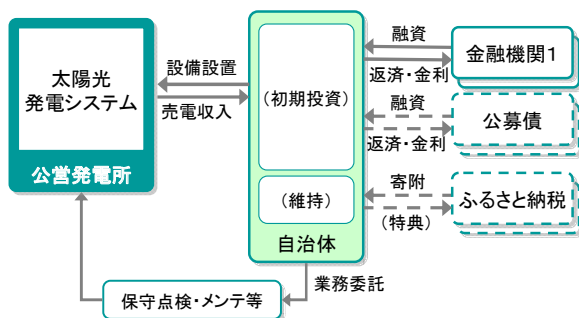 太陽光
発電システム
公営発電所
設備設置
売電収入
(初期投資)
(維持)
自治体
融資
返済・金利
金融機関1
融資
返済・金利
公募債
寄附
(特典)
ふるさと納税
業務委託
保守点検・メンテ等